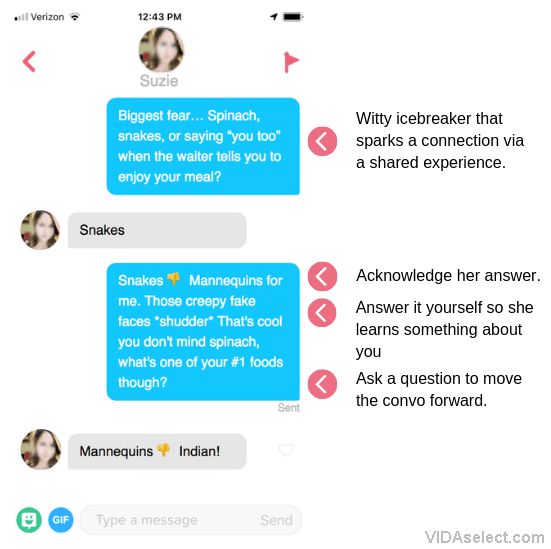 Verizon 12:43 PM
Suzie
Biggest fear... Spinach,
snakes, or saying “you too”
when the waiter tells you to
enjoy your meal?
Witty icebreaker that
sparks a connection via
a shared experience.
Snakes
Snakes 👎 Mannequins for
me. Those creepy fake
faces *shudder* That's cool
you don't mind spinach,
what's one of your #1 foods
though?
Acknowledge her answer.
Answer it yourself so she
learns something about
you
Ask a question to move
the convo forward.
Sent
Mannequins 👎 Indian!
GIF Type a message Send
VIDAselect.com